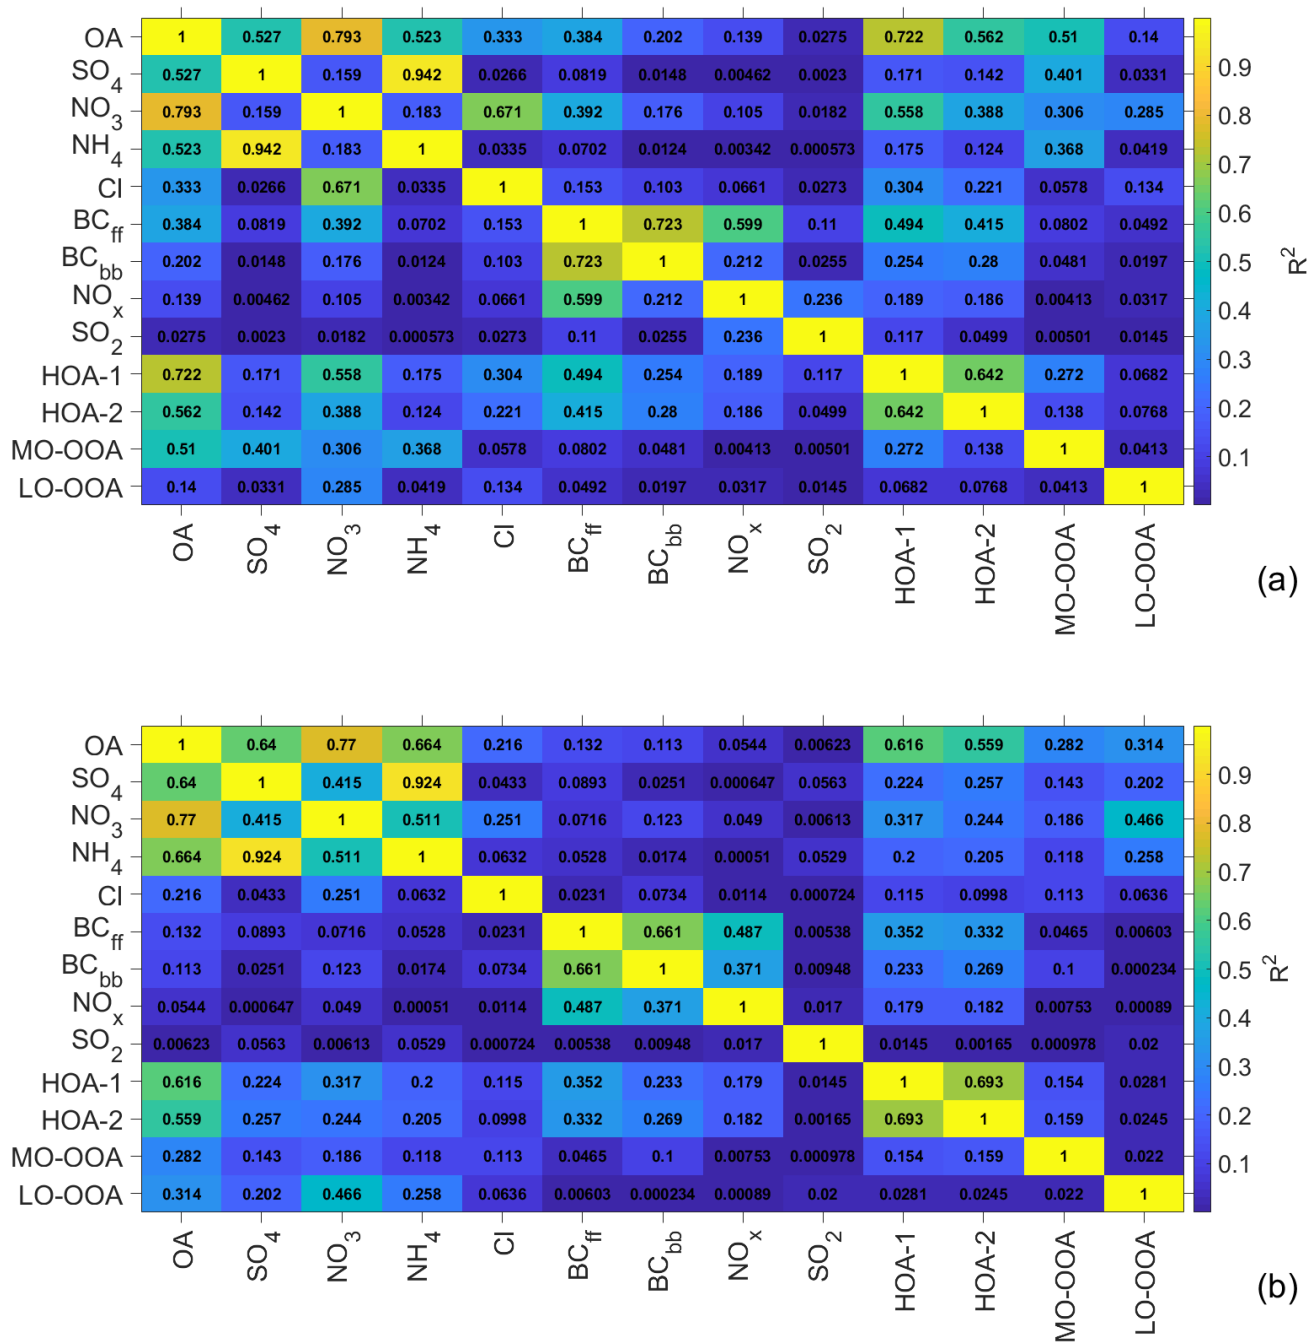 OA 1 0.527 0.793 0.523 0.333 0.384 0.202 0.139 0.0275 0.722 0.562 0.51 0.14
SO4 0.527 1 0.159 0.942 0.0266 0.0819 0.0148 0.00462 0.0023 0.171 0.142 0.401 0.0331 0.9
NO3 0.793 0.159 1 0.183 0.671 0.392 0.176 0.105 0.0182 0.558 0.388 0.306 0.285 0.8
NH4 0.523 0.942 0.183 1 0.0335 0.0702 0.0124 0.00342 0.000573 0.175 0.124 0.368 0.0419 0.7
Cl 0.333 0.0266 0.671 0.0335 1 0.153 0.103 0.0661 0.0273 0.304 0.221 0.0578 0.134 0.6
BCff 0.384 0.0819 0.392 0.0702 0.153 1 0.723 0.599 0.11 0.494 0.415 0.0802 0.0492 0.5
BCbb 0.202 0.0148 0.176 0.0124 0.103 0.723 1 0.212 0.0255 0.254 0.28 0.0481 0.0197 0.4
NOx 0.139 0.00462 0.105 0.00342 0.0661 0.599 0.212 1 0.236 0.189 0.186 0.00413 0.0317
SO2 0.0275 0.0023 0.0182 0.000573 0.0273 0.11 0.0255 0.236 1 0.117 0.0499 0.00501 0.0145 0.3
HOA-1 0.722 0.171 0.558 0.175 0.304 0.494 0.254 0.189 0.117 1 0.642 0.272 0.0682
HOA-2 0.562 0.142 0.388 0.124 0.221 0.415 0.28 0.186 0.0499 0.642 1 0.138 0.0768 0.2
MO-OOA 0.51 0.401 0.306 0.368 0.0578 0.0802 0.0481 0.00413 0.00501 0.272 0.138 1 0.0413 0.1
LO-OOA 0.14 0.0331 0.285 0.0419 0.134 0.0492 0.0197 0.0317 0.0145 0.0682 0.0768 0.0413 1
R2
OA SO4 NO3 NH4 Cl BCff BCbb NOx SO2 HOA-1 HOA-2 MO-OOA LO-OOA
(a)
OA 1 0.64 0.77 0.664 0.216 0.132 0.113 0.0544 0.00623 0.616 0.559 0.282 0.314
SO4 0.64 1 0.415 0.924 0.0433 0.0893 0.0251 0.000647 0.0563 0.224 0.257 0.143 0.202 0.9
NO3 0.77 0.415 1 0.511 0.251 0.0716 0.123 0.049 0.00613 0.317 0.244 0.186 0.466 0.8
NH4 0.664 0.924 0.511 1 0.0632 0.0528 0.0174 0.00051 0.0529 0.2 0.205 0.118 0.258 0.7
Cl 0.216 0.0433 0.251 0.0632 1 0.0231 0.0734 0.0114 0.000724 0.115 0.0998 0.113 0.0636 0.6
BCff 0.132 0.0893 0.0716 0.0528 0.0231 1 0.661 0.487 0.00538 0.352 0.332 0.0465 0.00603
BCbb 0.113 0.0251 0.123 0.0174 0.0734 0.661 1 0.371 0.00948 0.233 0.269 0.1 0.000234 0.5
NOx 0.0544 0.000647 0.049 0.00051 0.0114 0.487 0.371 1 0.017 0.179 0.182 0.00753 0.00089 0.4
SO2 0.00623 0.0563 0.00613 0.0529 0.000724 0.00538 0.00948 0.017 1 0.0145 0.00165 0.000978 0.02
HOA-1 0.616 0.224 0.317 0.2 0.115 0.352 0.233 0.179 0.0145 1 0.693 0.154 0.0281 0.3
HOA-2 0.559 0.257 0.244 0.205 0.0998 0.332 0.269 0.182 0.00165 0.693 1 0.159 0.0245 0.2
MO-OOA 0.282 0.143 0.186 0.118 0.113 0.0465 0.1 0.00753 0.000978 0.154 0.159 1 0.022 0.1
LO-OOA 0.314 0.202 0.466 0.258 0.0636 0.00603 0.000234 0.00089 0.02 0.0281 0.0245 0.022 1
R2
OA SO4 NO3 NH4 Cl BCff BCbb NOx SO2 HOA-1 HOA-2 MO-OOA LO-OOA
(b)